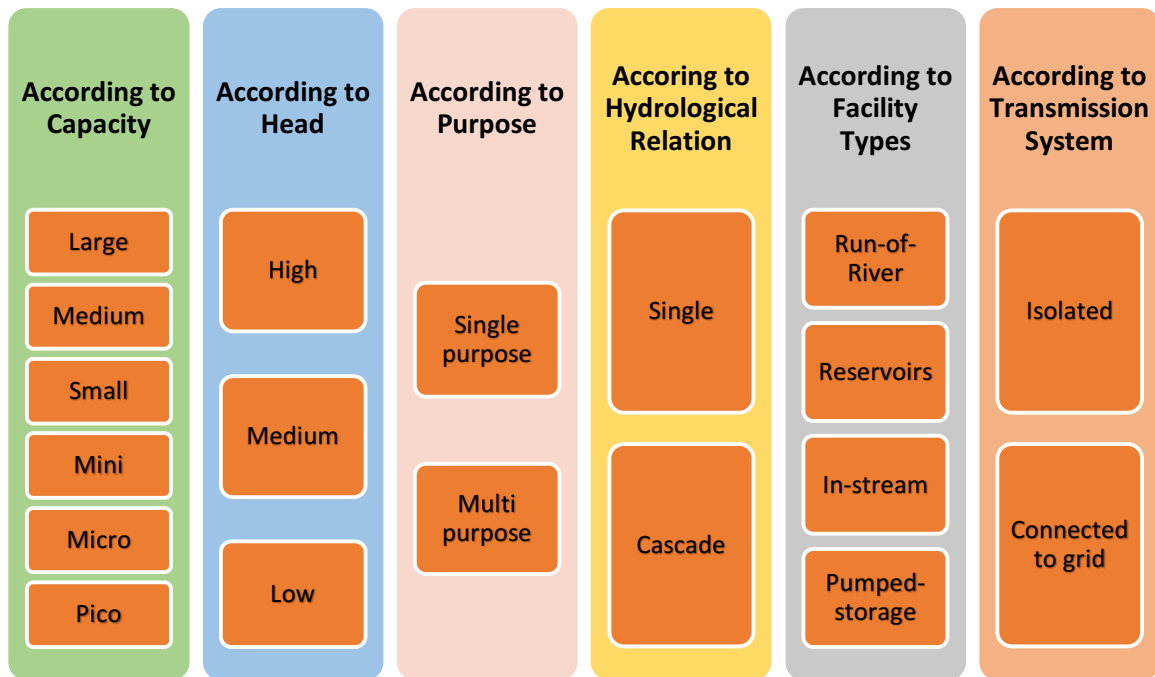 According to
Capacity
Large
Medium
Small
Mini
Micro
Pico
According to
Head
High
Medium
Low
According to
Purpose
Single
purpose
Multi
purpose
Accoring to
Hydrological
Relation
Single
Cascade
According to
Facility
Types
Run-of-
River
Reservoirs
In-stream
Pumped-
storage
According to
Transmission
System
Isolated
Connected
to grid